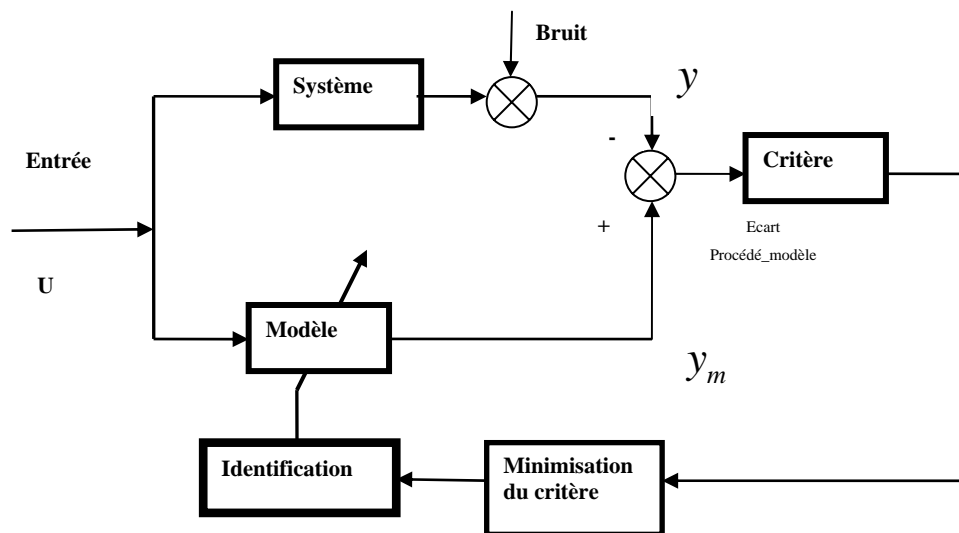 Bruit
Système
y
Entrée
-
Critère
+
Ecart
Procédé_modèle
U
Modèle
y_m
Identification
Minimisation
du critère